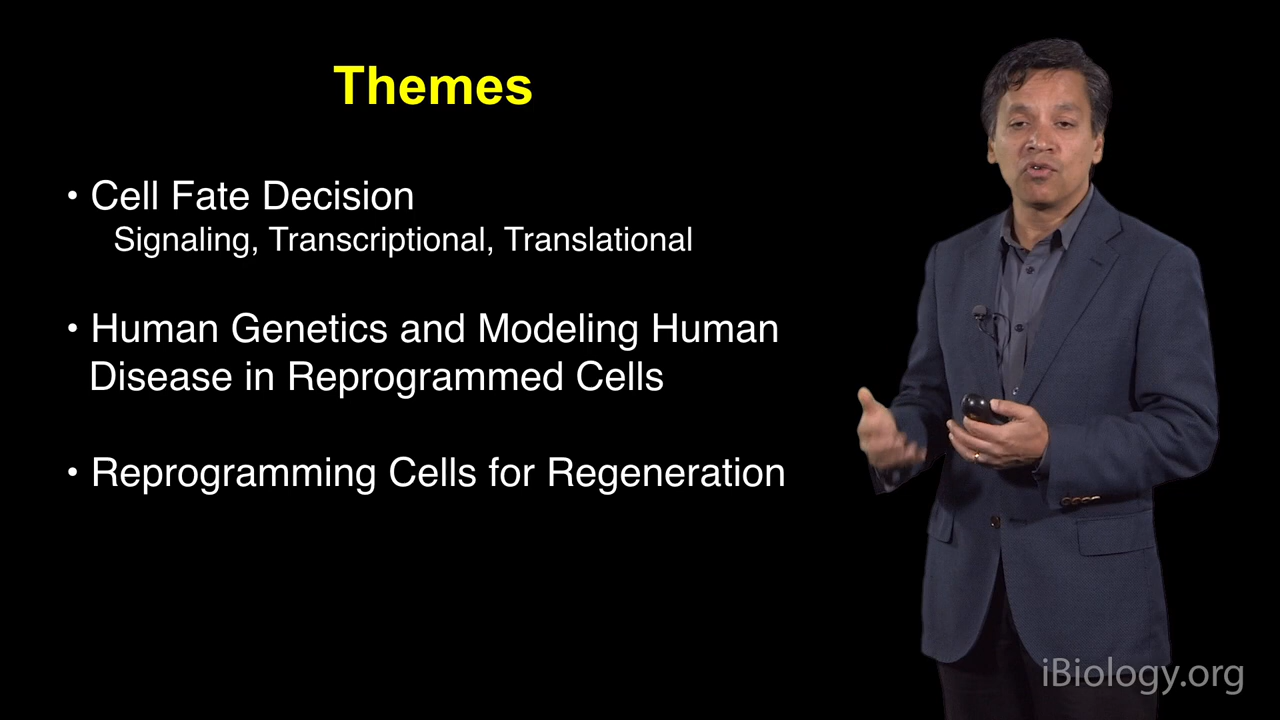 Themes
• Cell Fate Decision
Signaling, Transcriptional, Translational
• Human Genetics and Modeling Human
Disease in Reprogrammed Cells
• Reprogramming Cells for Regeneration
iBiology.org